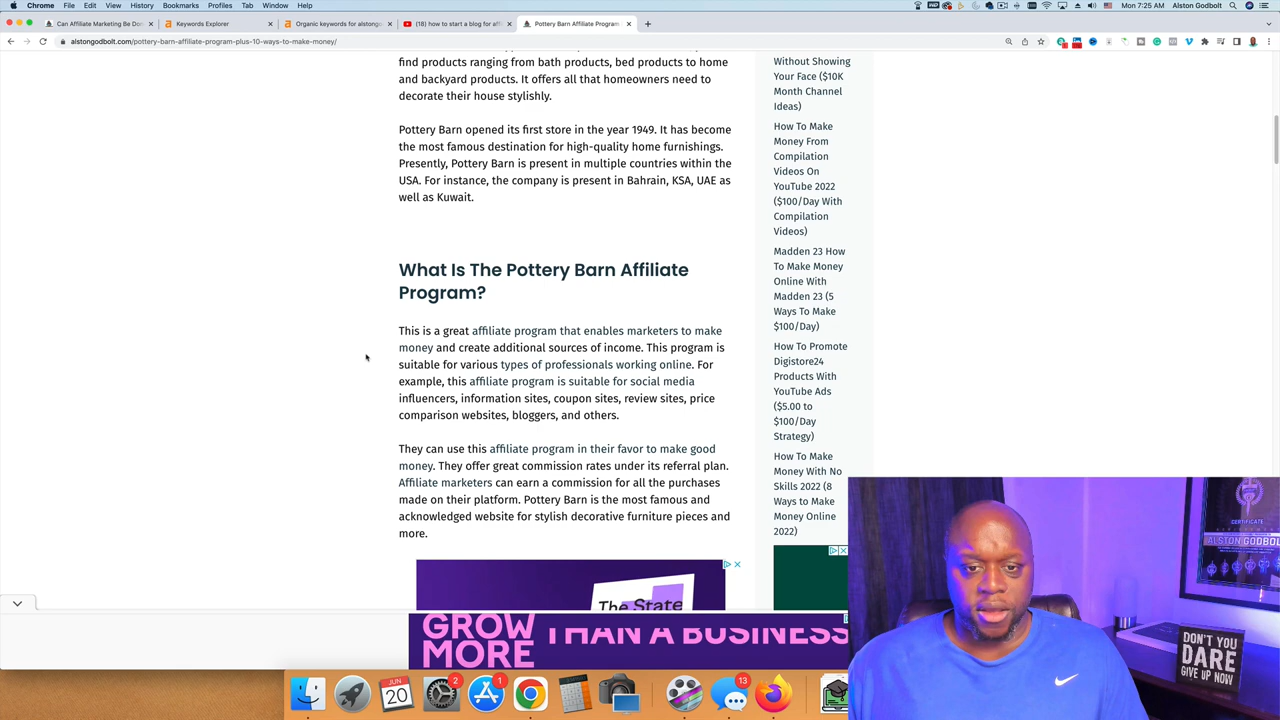 Chrome File Edit View History Bookmarks Profiles Tab Window Help
Mon 7:25 AM Alston Godbolt
Can Affiliate Marketing Be Don
Keywords Explorer
Organic keywords for alstongo
(18) how to start a blog for aff
Pottery Barn Affiliate Program
alstongodbolt.com/pottery-barn-affiliate-program-plus-10-ways-to-make-money/
find products ranging from bath products, bed products to home
and backyard products. It offers all that homeowners need to
decorate their house stylishly.
Pottery Barn opened its first store in the year 1949. It has become
the most famous destination for high-quality home furnishings.
Presently, Pottery Barn is present in multiple countries within the
USA. For instance, the company is present in Bahrain, KSA, UAE as
well as Kuwait.
What Is The Pottery Barn Affiliate
Program?
This is a great affiliate program that enables marketers to make
money and create additional sources of income. This program is
suitable for various types of professionals working online. For
example, this affiliate program is suitable for social media
influencers, information sites, coupon sites, review sites, price
comparison websites, bloggers, and others.
They can use this affiliate program in their favor to make good
money. They offer great commission rates under its referral plan.
Affiliate marketers can earn a commission for all the purchases
made on their platform. Pottery Barn is the most famous and
acknowledged website for stylish decorative furniture pieces and
more.
Without Showing
Your Face ($10K
Month Channel
Ideas)
How To Make
Money From
Compilation
Videos On
YouTube 2022
($100/Day With
Compilation
Videos)
Madden 23 How
To Make Money
Online With
Madden 23 (5
Ways To Make
$100/Day)
How To Promote
Digistore24
Products With
YouTube Ads
($5.00 to
$100/Day
Strategy)
How To Make
Money With No
Skills 2022 (8
Ways to Make
Money Online
2022)
The State
GROW
MORE
THAN A BUSINESS
JUN
20
2
1
13
CERTIFICATE
ALSTON GODBOL
DON'T YOU
DARE
GIVE UP NOW